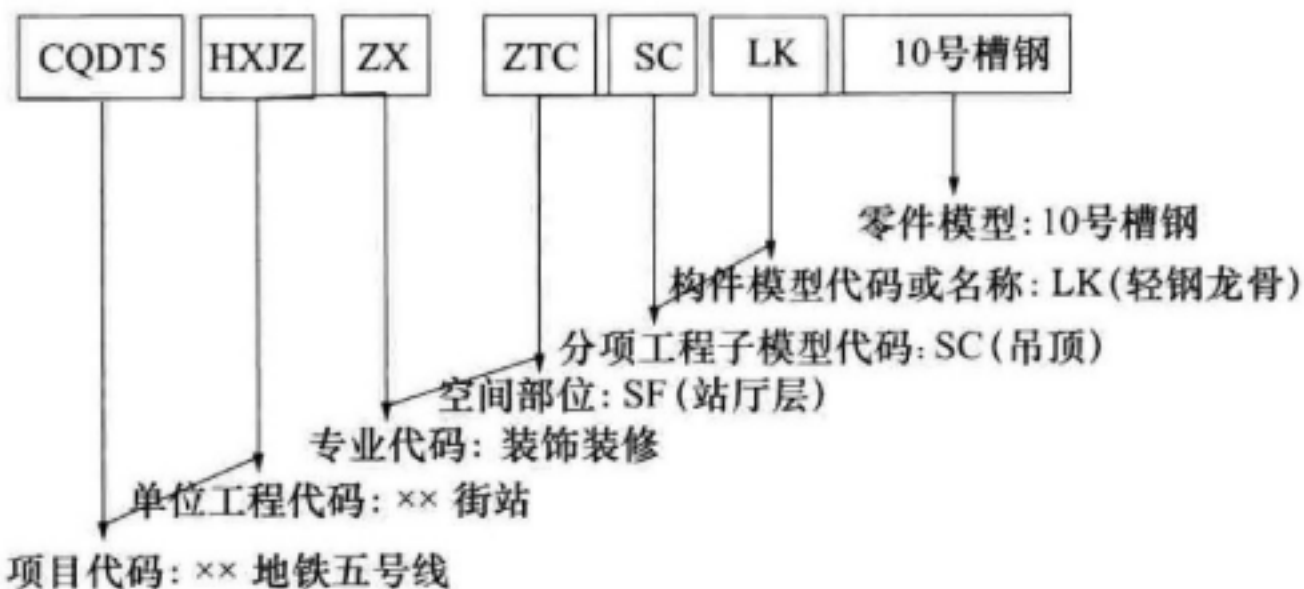 CQDT5 HXJZ ZX ZTC SC LK 10号槽钢
零件模型：10号槽钢
构件模型代码或名称：LK（轻钢龙骨）
分项工程子模型代码：SC（吊顶）
空间部位：SF（站厅层）
专业代码：装饰装修
单位工程代码：×× 街站
项目代码：×× 地铁五号线